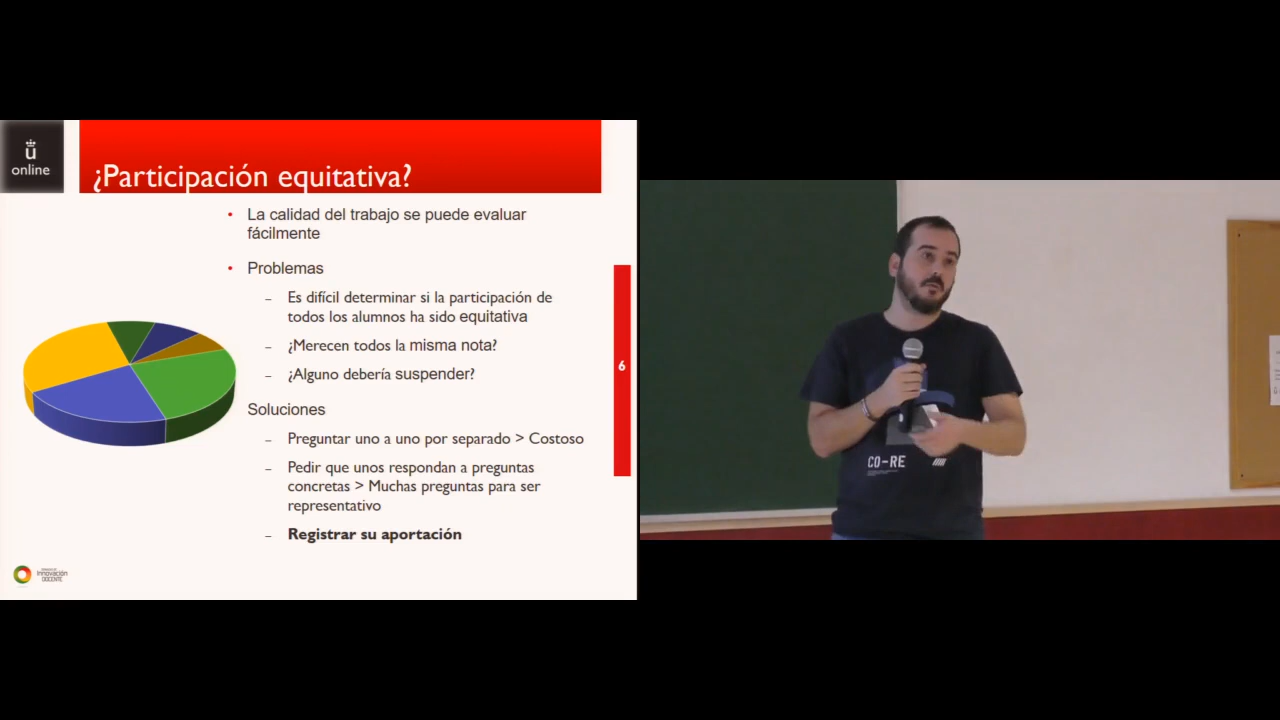 ü
online
¿Participación equitativa?
• La calidad del trabajo se puede evaluar
fácilmente
• Problemas
– Es difícil determinar si la participación de
todos los alumnos ha sido equitativa
– ¿Merecen todos la misma nota?
– ¿Alguno debería suspender?
Soluciones
– Preguntar uno a uno por separado > Costoso
– Pedir que unos respondan a preguntas
concretas > Muchas preguntas para ser
representativo
– Registrar su aportación
6
innovación
DOCENTE
CO-RE